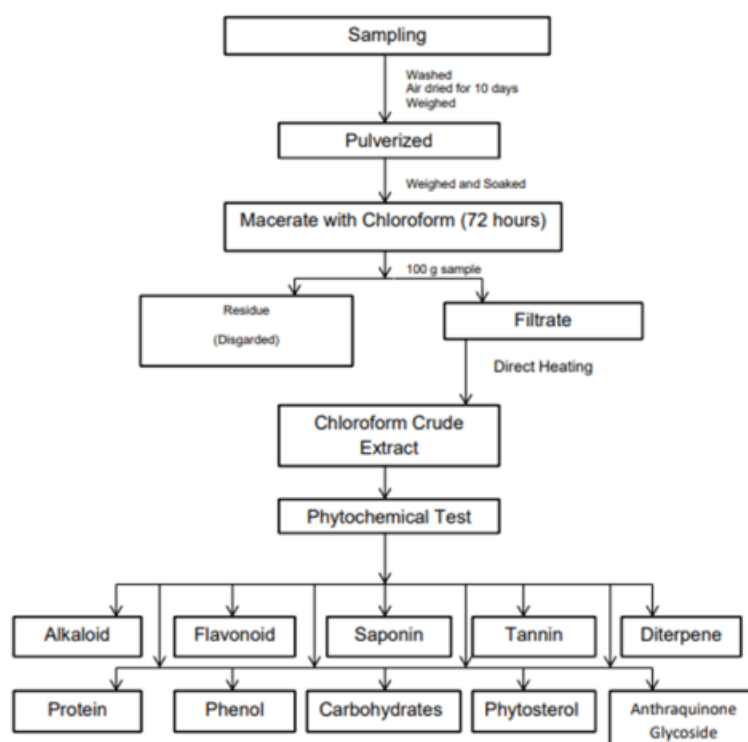 Sampling
Washed
Air dried for 10 days
Weighed
Pulverized
Weighed and Soaked
Macerate with Chloroform (72 hours)
100 g sample
Residue
(Disgarded)
Filtrate
Direct Heating
Chloroform Crude
Extract
Phytochemical Test
Alkaloid
Flavonoid
Saponin
Tannin
Diterpene
Protein
Phenol
Carbohydrates
Phytosterol
Anthraquinone
Glycoside